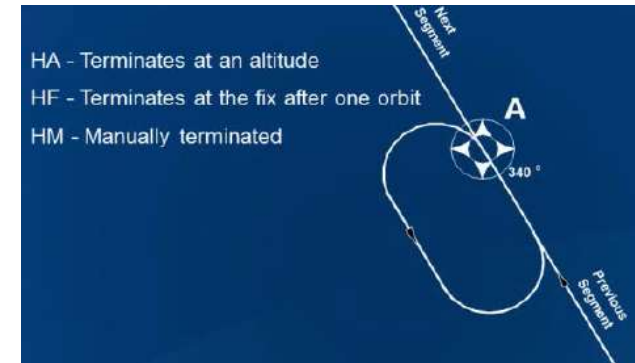 Next
Segment
HA - Terminates at an altitude
HF - Terminates at the fix after one orbit
HM - Manually terminated
A
340 °
Previous
Segment